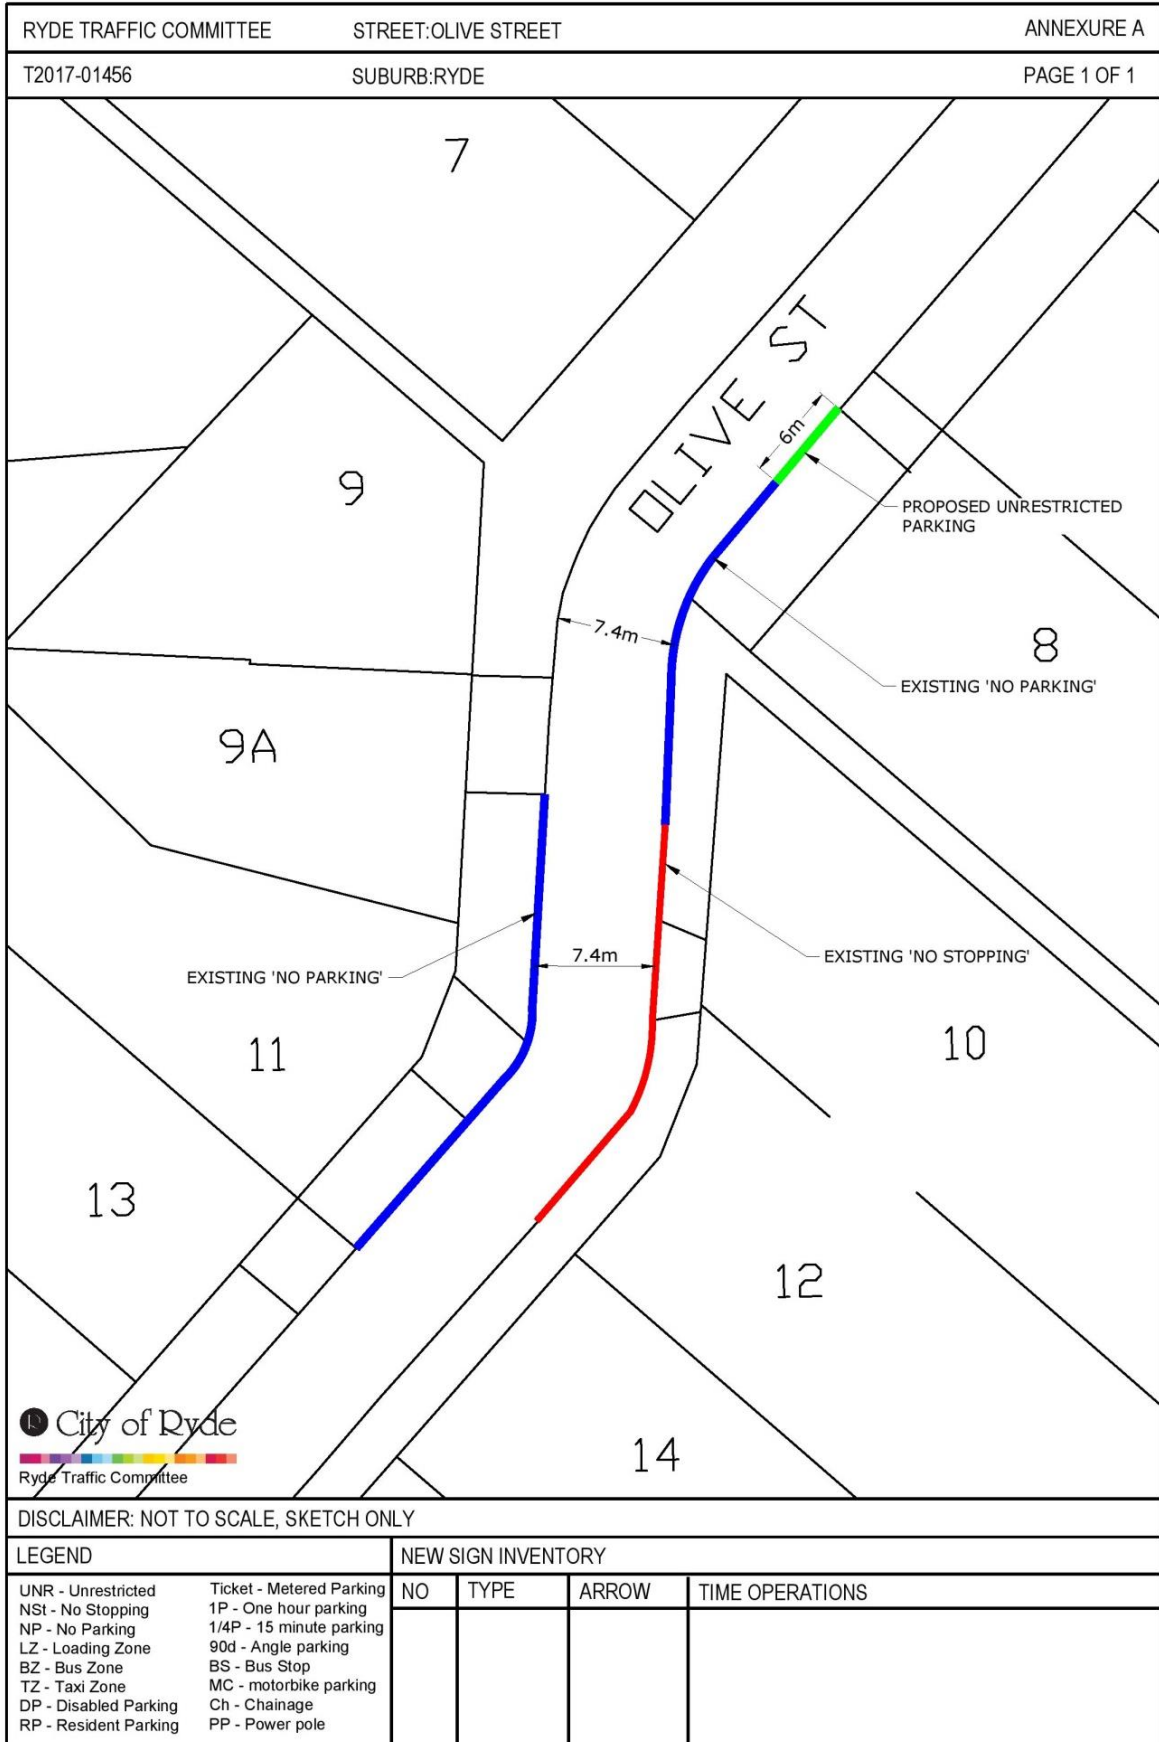 RYDE TRAFFIC COMMITTEE STREET:OLIVE STREET ANNEXURE A
T2017-01456 SUBURB:RYDE PAGE 1 OF 1
7
OLIVE ST
6m
9
PROPOSED UNRESTRICTED
PARKING
7.4m
8
EXISTING 'NO PARKING'
9A
7.4m
EXISTING 'NO STOPPING'
EXISTING 'NO PARKING'
11
10
13
12
14
R City of Ryde
Ryde Traffic Committee
DISCLAIMER: NOT TO SCALE, SKETCH ONLY
LEGEND
UNR - Unrestricted
NSt - No Stopping
NP - No Parking
LZ - Loading Zone
BZ - Bus Zone
TZ - Taxi Zone
DP - Disabled Parking
RP - Resident Parking
Ticket - Metered Parking
1P - One hour parking
1/4P - 15 minute parking
90d - Angle parking
BS - Bus Stop
MC - motorbike parking
Ch - Chainage
PP - Power pole
NEW SIGN INVENTORY
NO TYPE ARROW TIME OPERATIONS